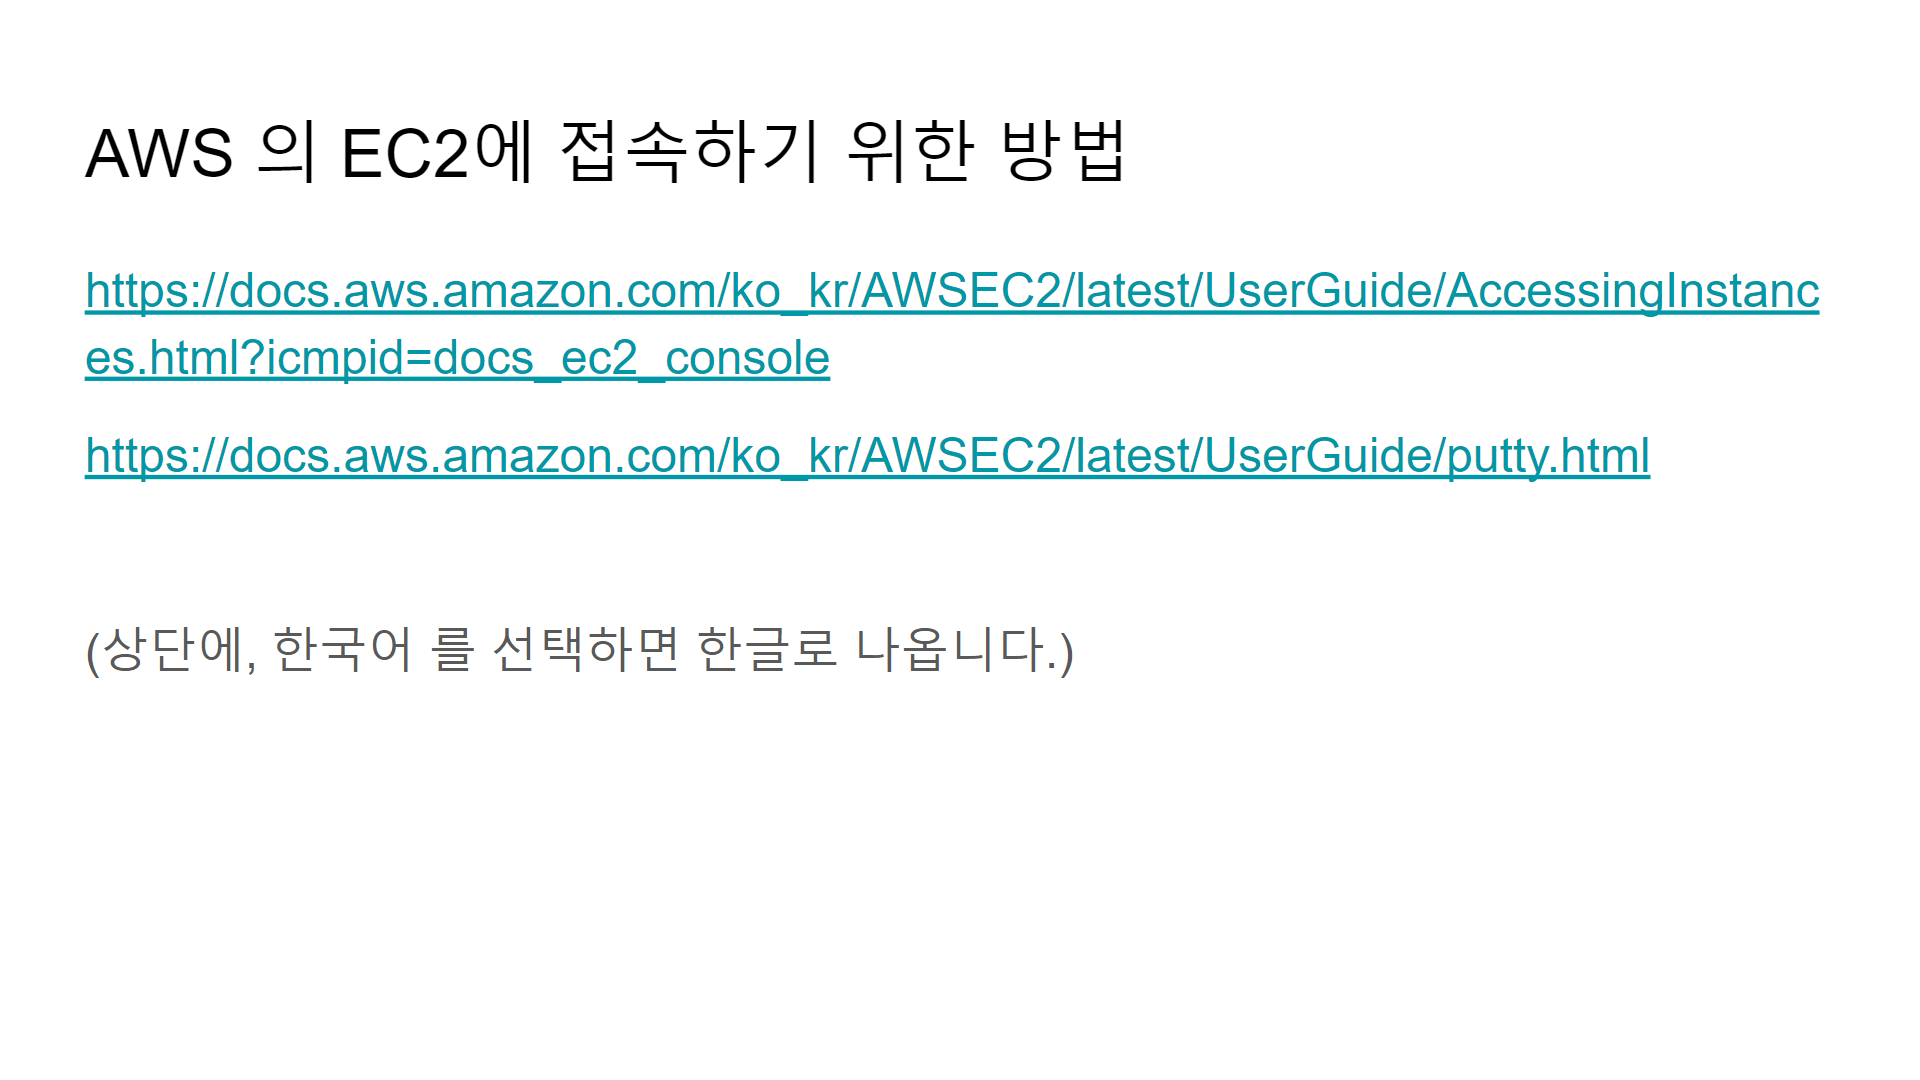 AWS 의 EC2에 접속하기 위한 방법
https://docs.aws.amazon.com/ko_kr/AWSEC2/latest/UserGuide/AccessingInstanc
es.html?icmpid=docs_ec2_console
https://docs.aws.amazon.com/ko_kr/AWSEC2/latest/UserGuide/putty.html
(상단에, 한국어 를 선택하면 한글로 나옵니다.)